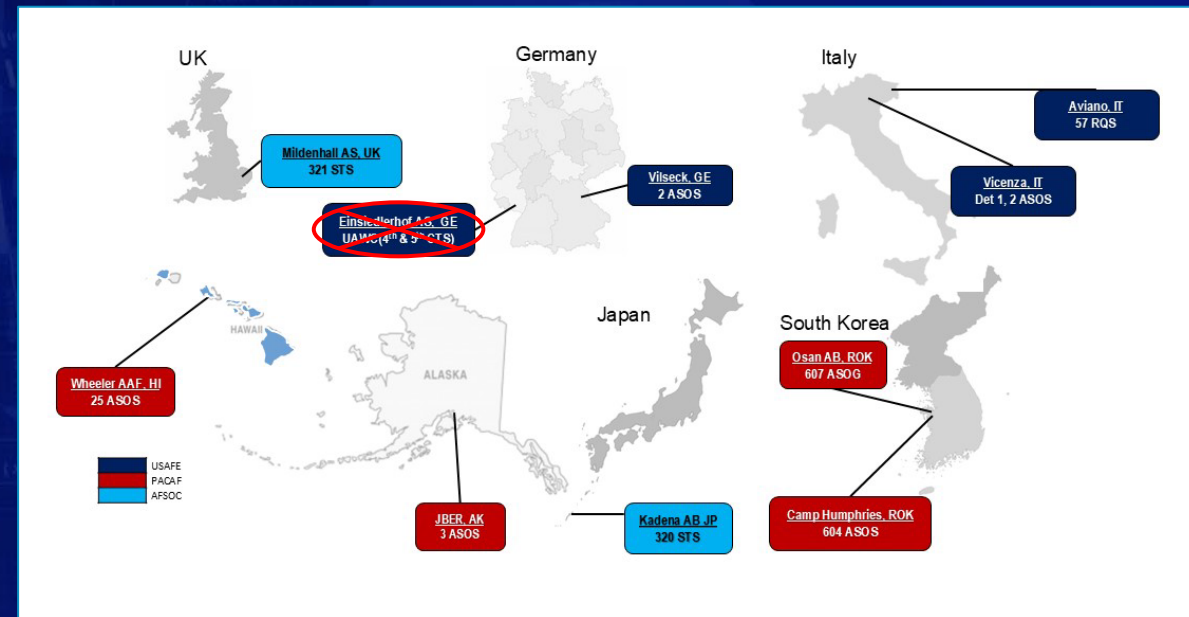 UK
Germany
Italy
Mildenhall AS, UK
321 STS
Vilseck, GE
2 ASOS
Aviano, IT
57 RQS
Vicenza, IT
Det 1, 2 ASOS
Einsiedlerhof AS, GE
(4th & 5th CTS)
HAWAII
ALASKA
Japan
South Korea
Wheeler AAF, HI
25 ASOS
Osan AB, ROK
607 ASOG
USAFE
PACAF
AFSOC
JBER, AK
3 ASOS
Kadena AB JP
320 STS
Camp Humphries, ROK
604 ASOS